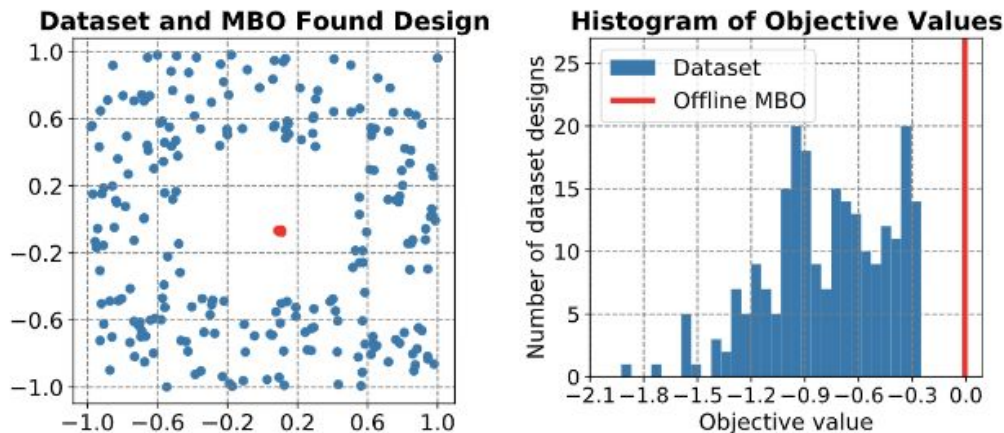 Dataset and MBO Found Design
1.0
0.6
0.2
−0.2
−0.6
−1.0
−1.0 −0.6 −0.2 0.2 0.6 1.0
Histogram of Objective Values
Number of dataset designs
25
20
15
10
5
0
Dataset
Offline MBO
−2.1 −1.8 −1.5 −1.2 −0.9 −0.6 −0.3 0.0
Objective value